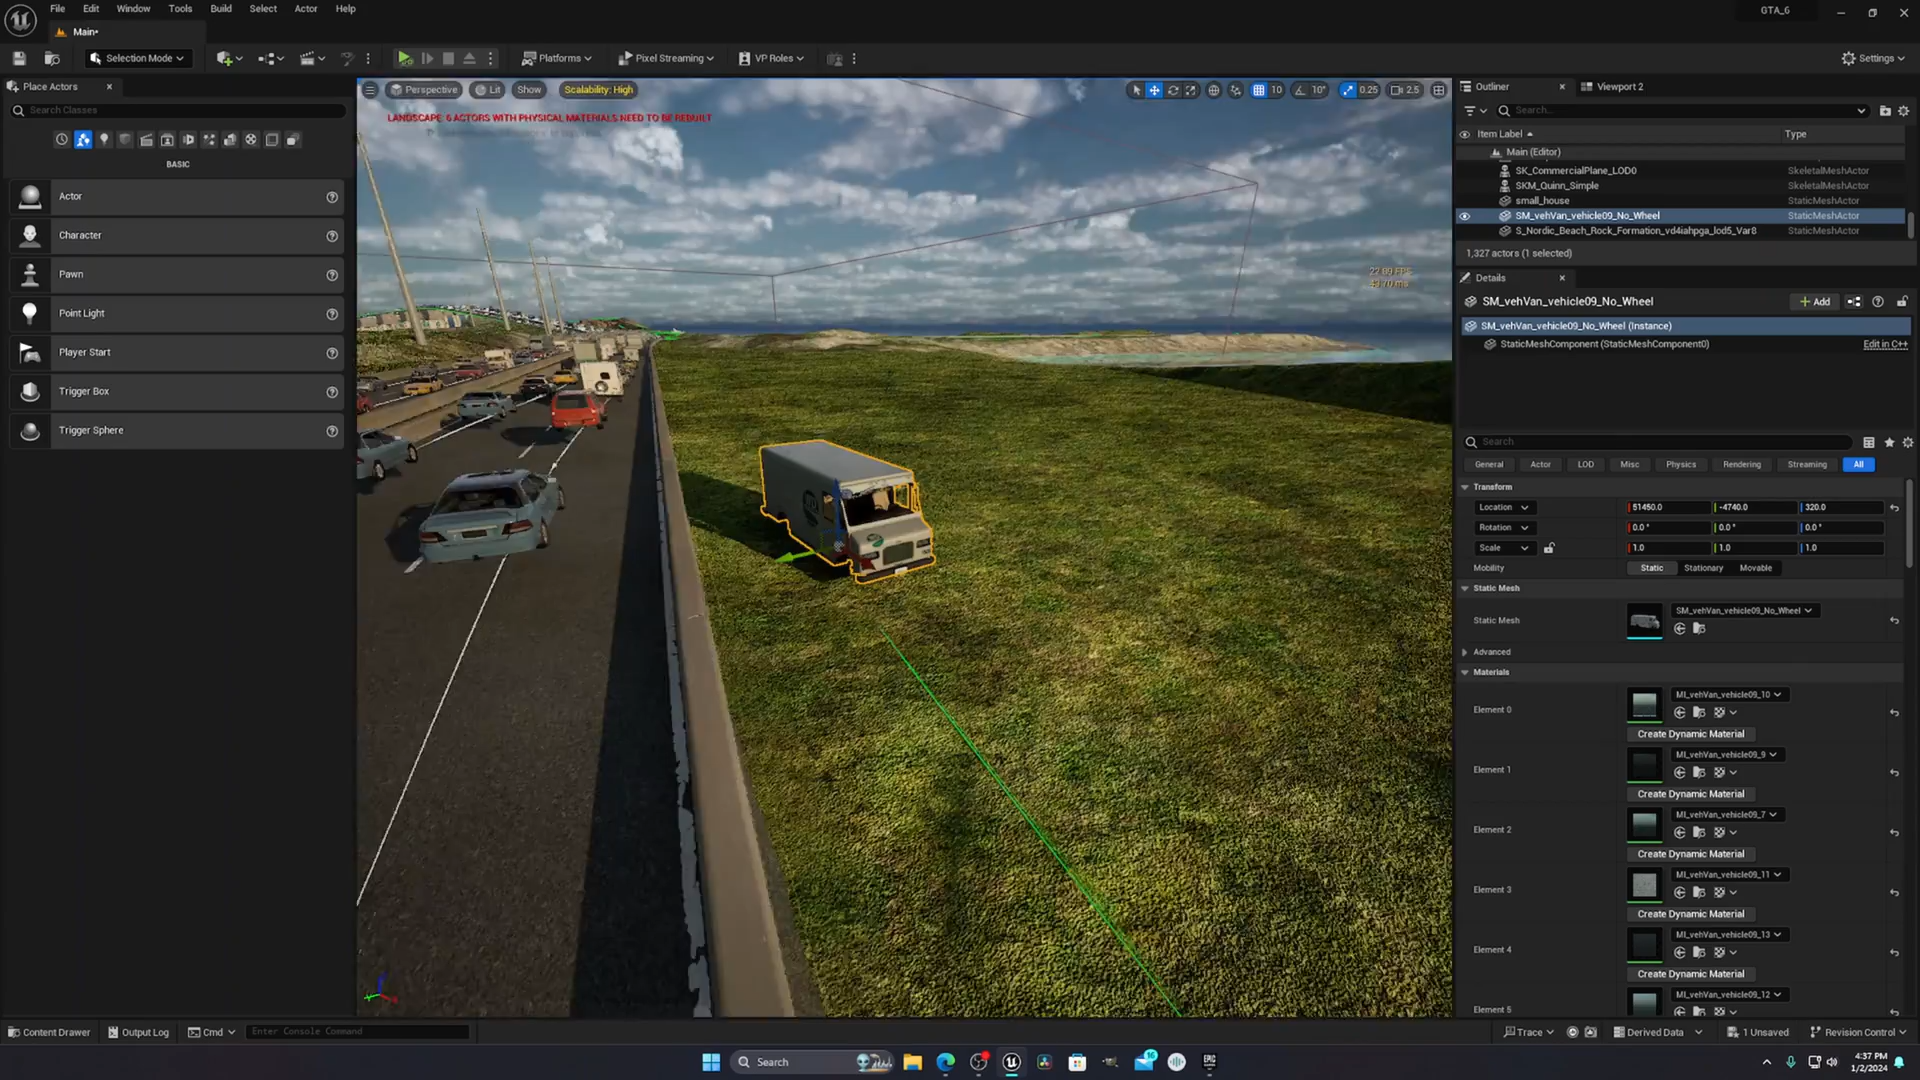 File Edit Window Tools Build Select Actor Help
GTA_6
Main*
Selection Mode
Platforms
Pixel Streaming
VP Roles
Settings
Place Actors
Search Classes
BASIC
Actor
Character
Pawn
Point Light
Player Start
Trigger Box
Trigger Sphere
Perspective
Lit
Show
Scalability: High
10
10°
0.25
2.5
LANDSCAPE: 6 ACTORS WITH PHYSICAL MATERIALS NEED TO BE REBUILT
22.89 FPS
43.70 ms
Outliner
Viewport 2
Search...
Item Label
Type
Main (Editor)
SK_CommercialPlane_LOD0 SkeletalMeshActor
SKM_Quinn_Simple SkeletalMeshActor
small_house StaticMeshActor
SM_vehVan_vehicle09_No_Wheel StaticMeshActor
S_Nordic_Beach_Rock_Formation_vd4iahpga_lod5_Var8 StaticMeshActor
1,327 actors (1 selected)
Details
SM_vehVan_vehicle09_No_Wheel
Add
SM_vehVan_vehicle09_No_Wheel (Instance)
StaticMeshComponent (StaticMeshComponent0) Edit in C++
Search
General Actor LOD Misc Physics Rendering Streaming All
Transform
Location 51450.0 -4740.0 320.0
Rotation 0.0° 0.0° 0.0°
Scale 1.0 1.0 1.0
Mobility Static Stationary Movable
Static Mesh
Static Mesh SM_vehVan_vehicle09_No_Wheel
Advanced
Materials
Element 0 MI_vehVan_vehicle09_10
Create Dynamic Material
Element 1 MI_vehVan_vehicle09_9
Create Dynamic Material
Element 2 MI_vehVan_vehicle09_7
Create Dynamic Material
Element 3 MI_vehVan_vehicle09_11
Create Dynamic Material
Element 4 MI_vehVan_vehicle09_13
Create Dynamic Material
Element 5 MI_vehVan_vehicle09_12
Content Drawer
Output Log
Cmd
Enter Console Command
Trace
Derived Data
1 Unsaved
Revision Control
Search
16
EPIC
4:37 PM
1/2/2024